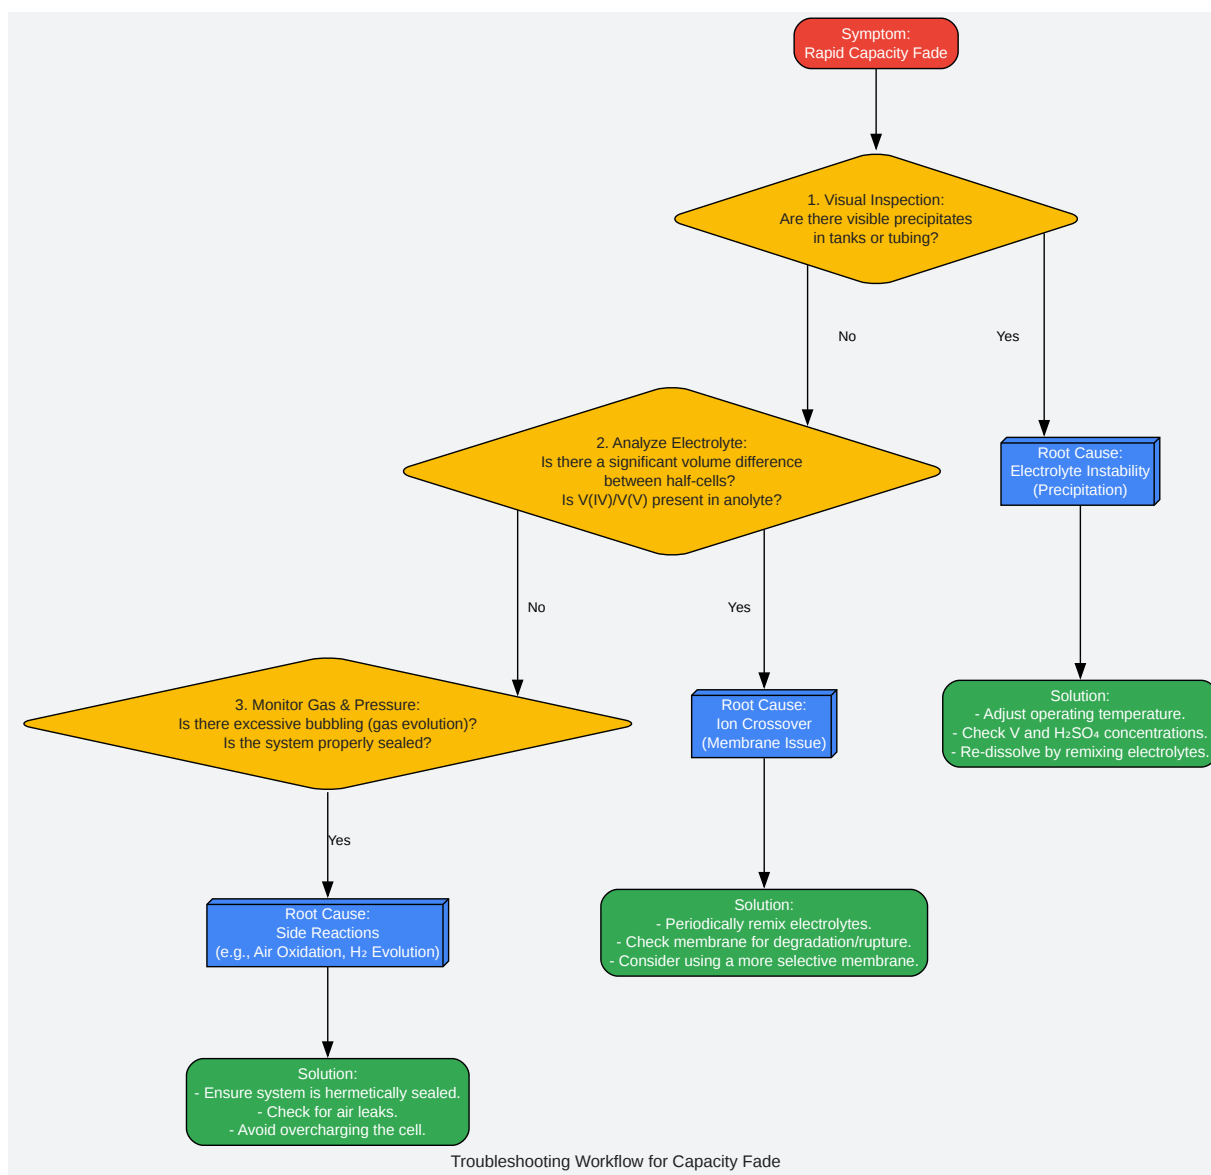 Symptom:
Rapid Capacity Fade
1. Visual Inspection:
Are there visible precipitates
in tanks or tubing?
No
Yes
2. Analyze Electrolyte:
Is there a significant volume difference
between half-cells?
Is V(IV)/V(V) present in anolyte?
Root Cause:
Electrolyte Instability
(Precipitation)
No
Yes
3. Monitor Gas & Pressure:
Is there excessive bubbling (gas evolution)?
Is the system properly sealed?
Root Cause:
Ion Crossover
(Membrane Issue)
Solution:
- Adjust operating temperature.
- Check V and H₂SO₄ concentrations.
- Re-dissolve by remixing electrolytes.
Yes
Root Cause:
Side Reactions
(e.g., Air Oxidation, H₂ Evolution)
Solution:
- Periodically remix electrolytes.
- Check membrane for degradation/rupture.
- Consider using a more selective membrane.
Solution:
- Ensure system is hermetically sealed.
- Check for air leaks.
- Avoid overcharging the cell.
Troubleshooting Workflow for Capacity Fade